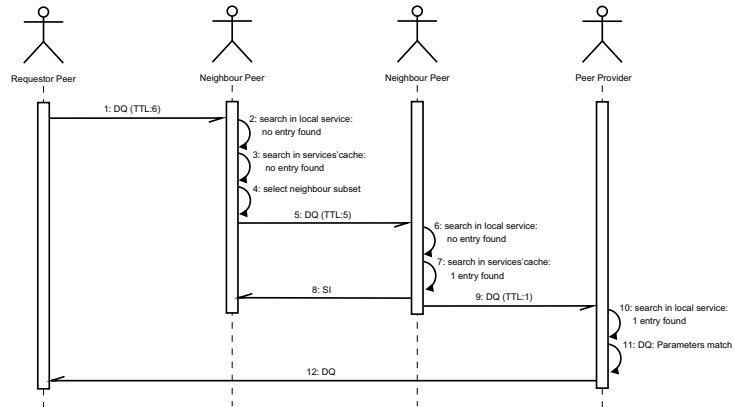 Requestor Peer
Neighbour Peer
Neighbour Peer
Peer Provider
1: DQ (TTL:6)
2: search in local service:
no entry found
3: search in services'cache:
no entry found
4: select neighbour subset
5: DQ (TTL:5)
6: search in local service:
no entry found
7: search in services'cache:
1 entry found
8: SI
9: DQ (TTL:1)
10: search in local service:
1 entry found
11: DQ: Parameters match
12: DQ